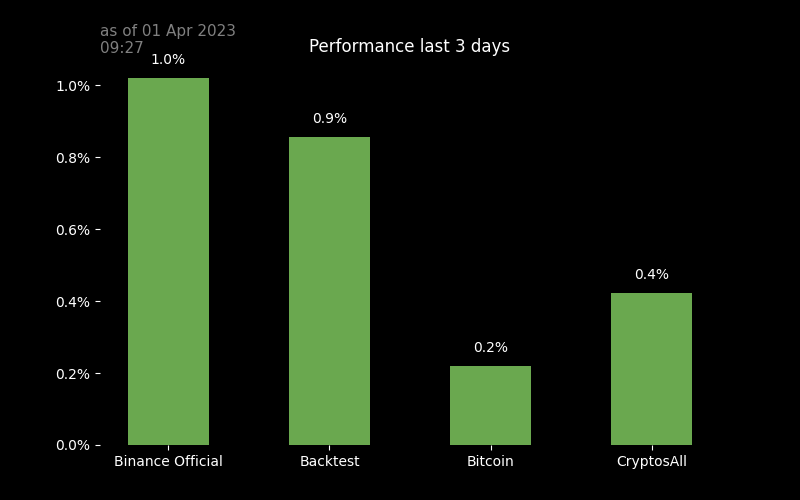 as of 01 Apr 2023
09:27
Performance last 3 days
1.0%
0.9%
0.2%
0.4%
1.0%
0.8%
0.6%
0.4%
0.2%
0.0%
Binance Official
Backtest
Bitcoin
CryptosAll